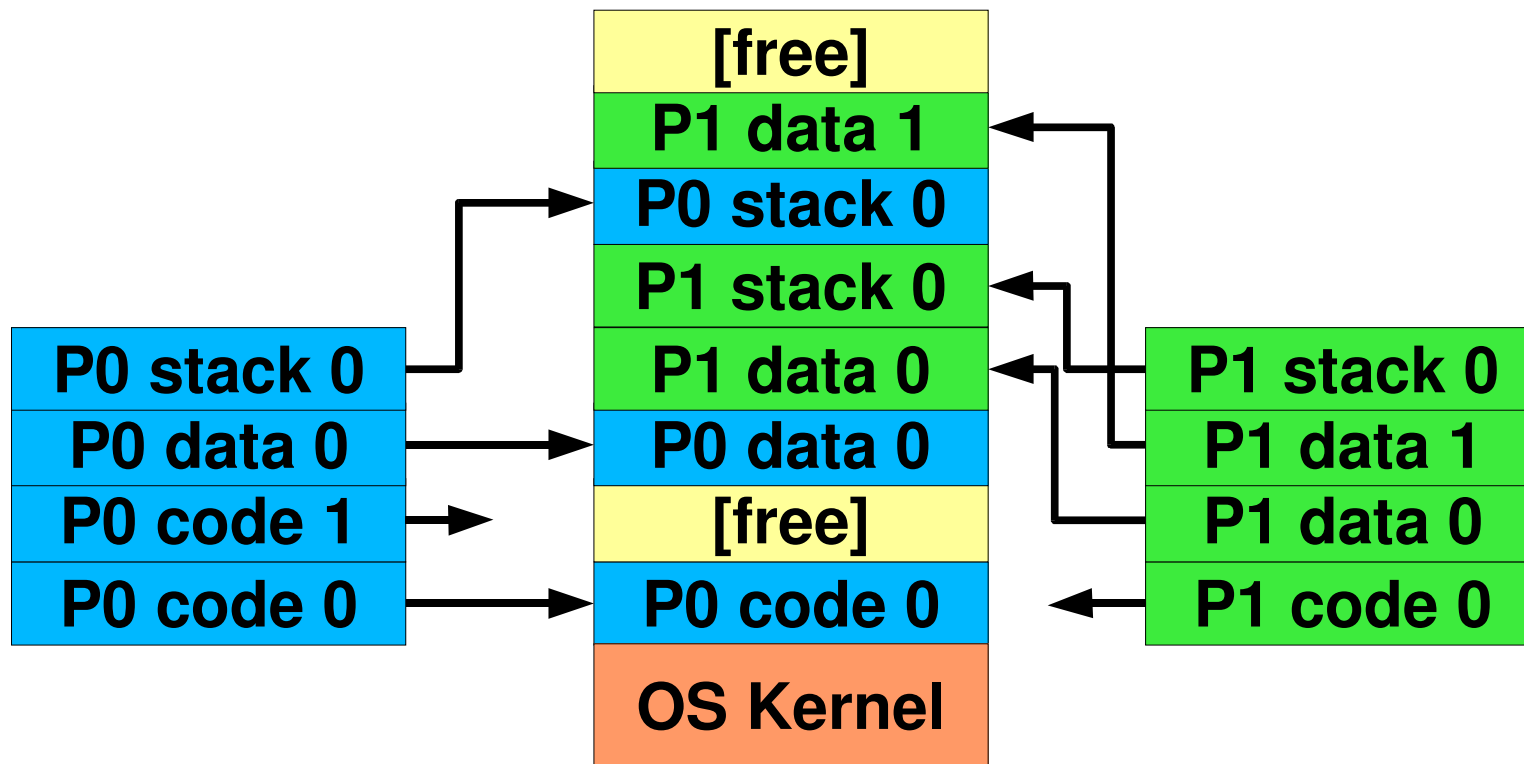 [free]
P1 data 1
P0 stack 0
P1 stack 0
P1 data 0
P0 data 0
[free]
P0 code 0
OS Kernel
P0 stack 0
P0 data 0
P0 code 1
P0 code 0
P1 stack 0
P1 data 1
P1 data 0
P1 code 0